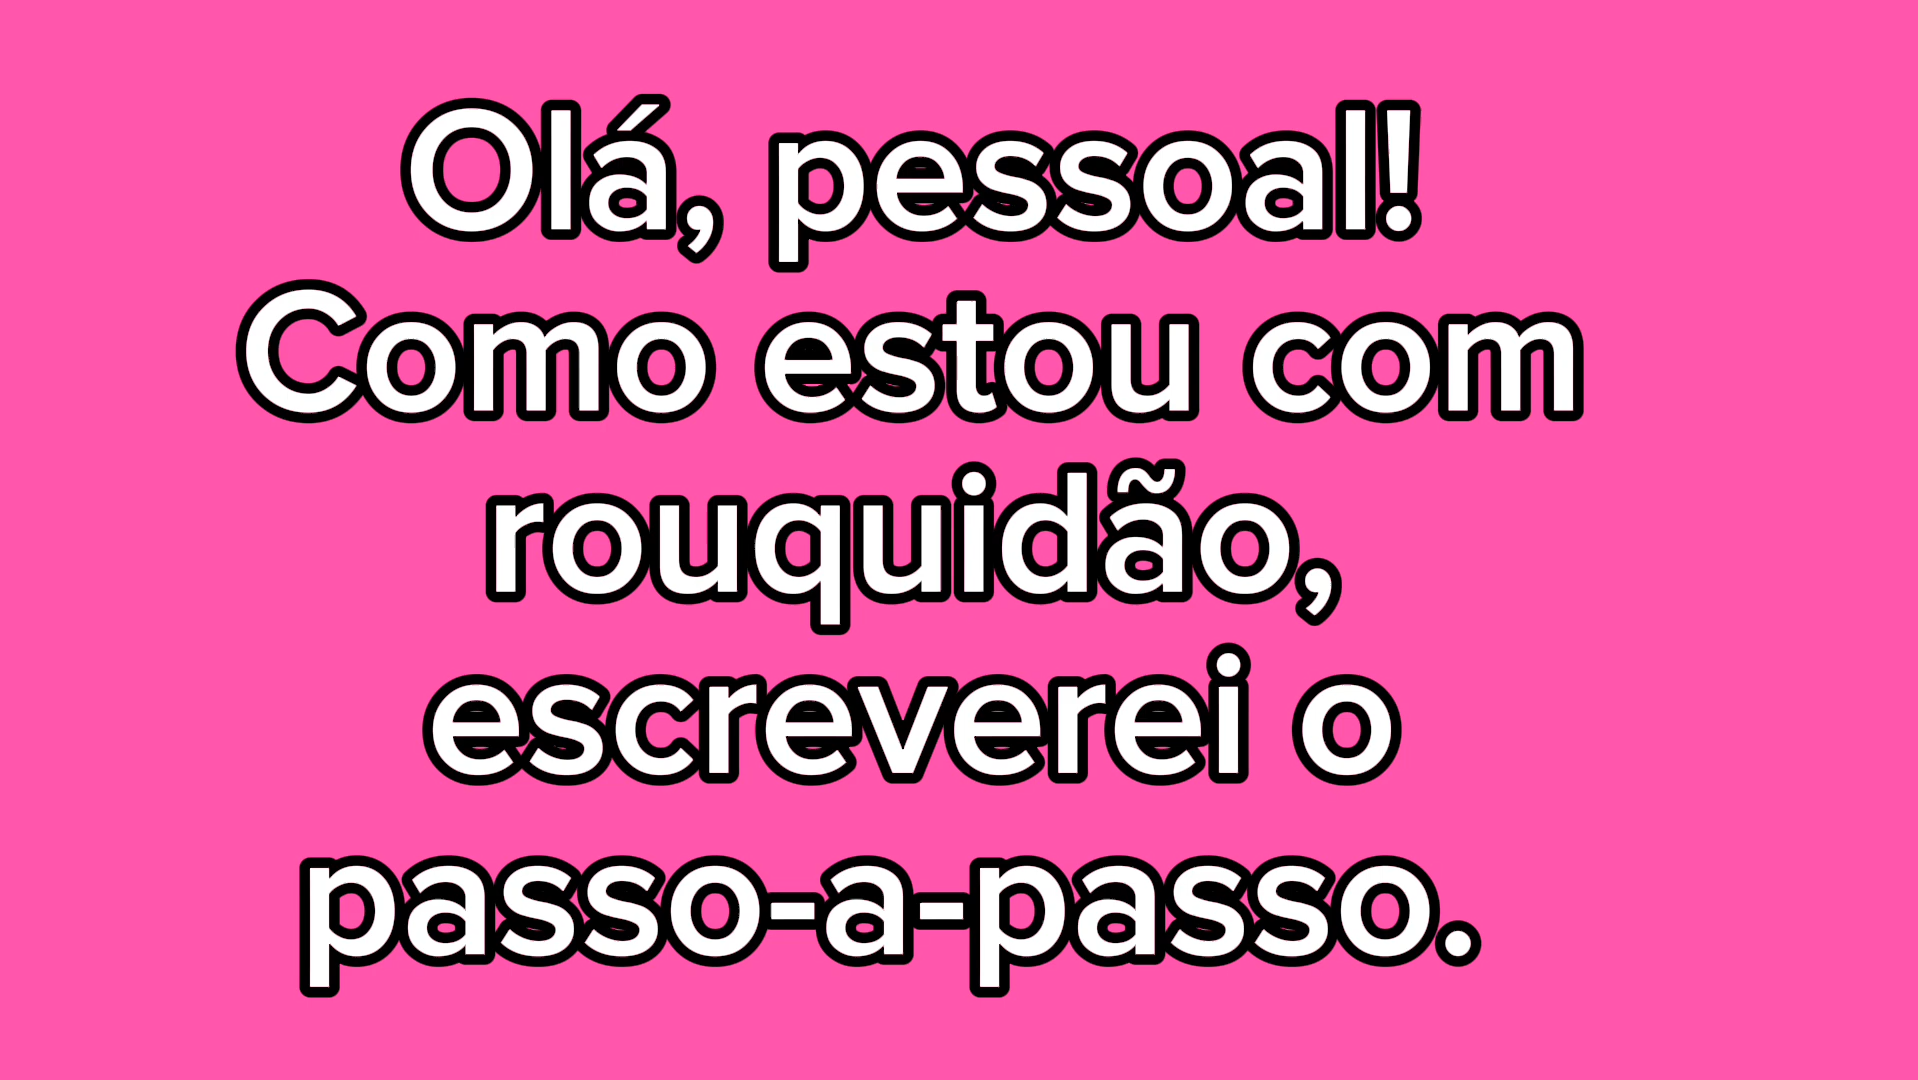 Olá, pessoal!
Como estou com
rouquidão,
escreverei o
passo-a-passo.